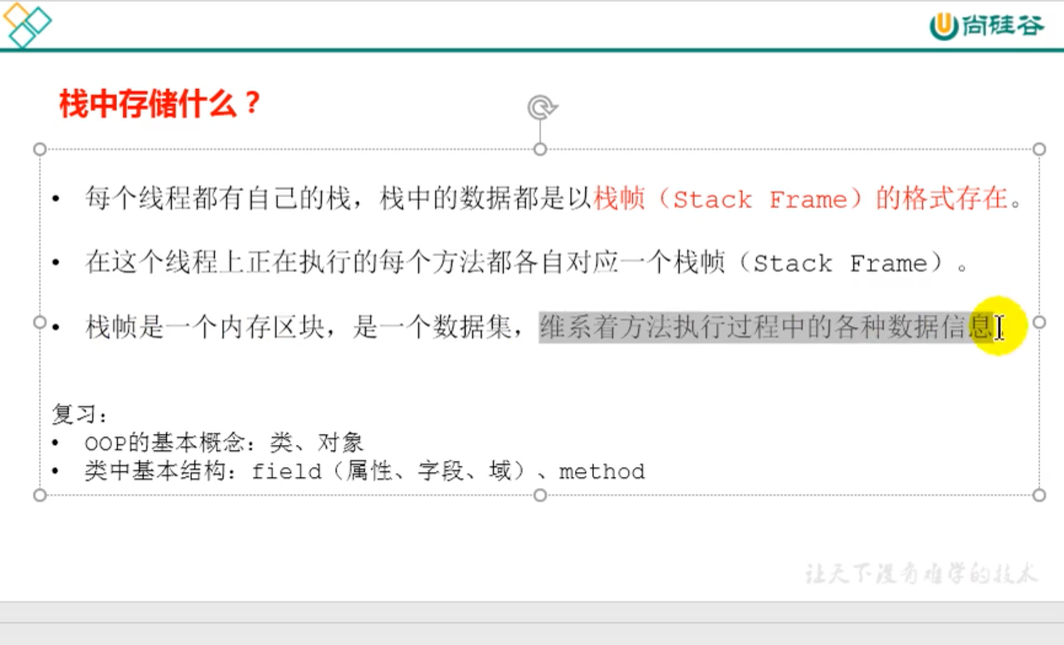 尚硅谷
栈中存储什么？
• 每个线程都有自己的栈，栈中的数据都是以栈帧（Stack Frame）的格式存在。
• 在这个线程上正在执行的每个方法都各自对应一个栈帧（Stack Frame）。
• 栈帧是一个内存区块，是一个数据集，维系着方法执行过程中的各种数据信息
复习：
• OOP的基本概念：类、对象
• 类中基本结构：field（属性、字段、域）、method
让天下没有难学的技术